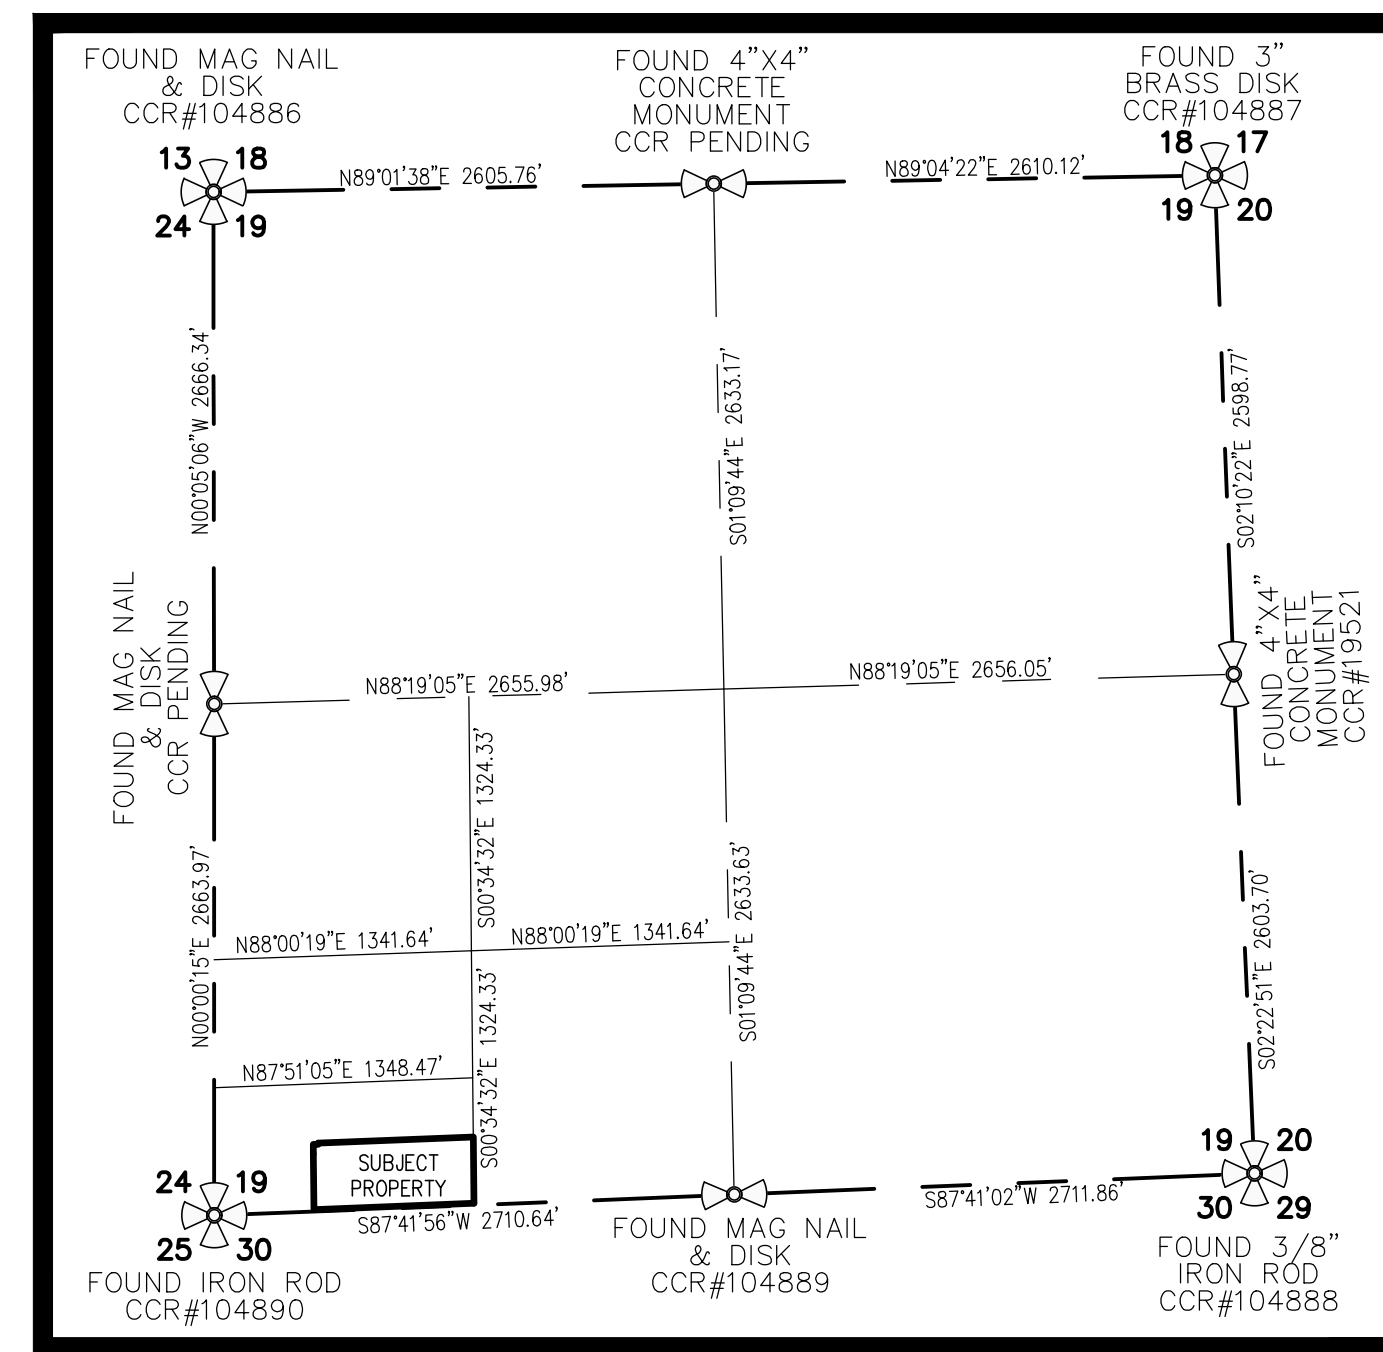 FOUND MAG NAIL
& DISK
CCR#104886
FOUND 4”X4”
CONCRETE
MONUMENT
CCR PENDING
FOUND 3”
BRASS DISK
CCR#104887
13 18
24 19
N89°01'38”E 2605.76'
N89°04'22”E 2610.12'
18 17
19 20
N00°05'06”W 2666.34'
S01°09'44”E 2633.17'
S02°10'22”E 2598.77'
FOUND MAG NAIL
& DISK
CCR PENDING
N88°19'05”E 2655.98'
N88°19'05”E 2656.05'
FOUND 4”X4”
CONCRETE
MONUMENT
CCR#19521
S00°34'32”E 1324.33'
N00°00'15”E 2663.97'
N88°00'19”E 1341.64'
N88°00'19”E 1341.64'
S01°09'44”E 2633.63'
S02°22'51”E 2603.70'
N87°51'05”E 1348.47'
S00°34'32”E 1324.33'
SUBJECT
PROPERTY
24 19
25 30
S87°41'56”W 2710.64'
S87°41'02”W 2711.86'
19 20
30 29
FOUND IRON ROD
CCR#104890
FOUND MAG NAIL
& DISK
CCR#104889
FOUND 3/8”
IRON ROD
CCR#104888